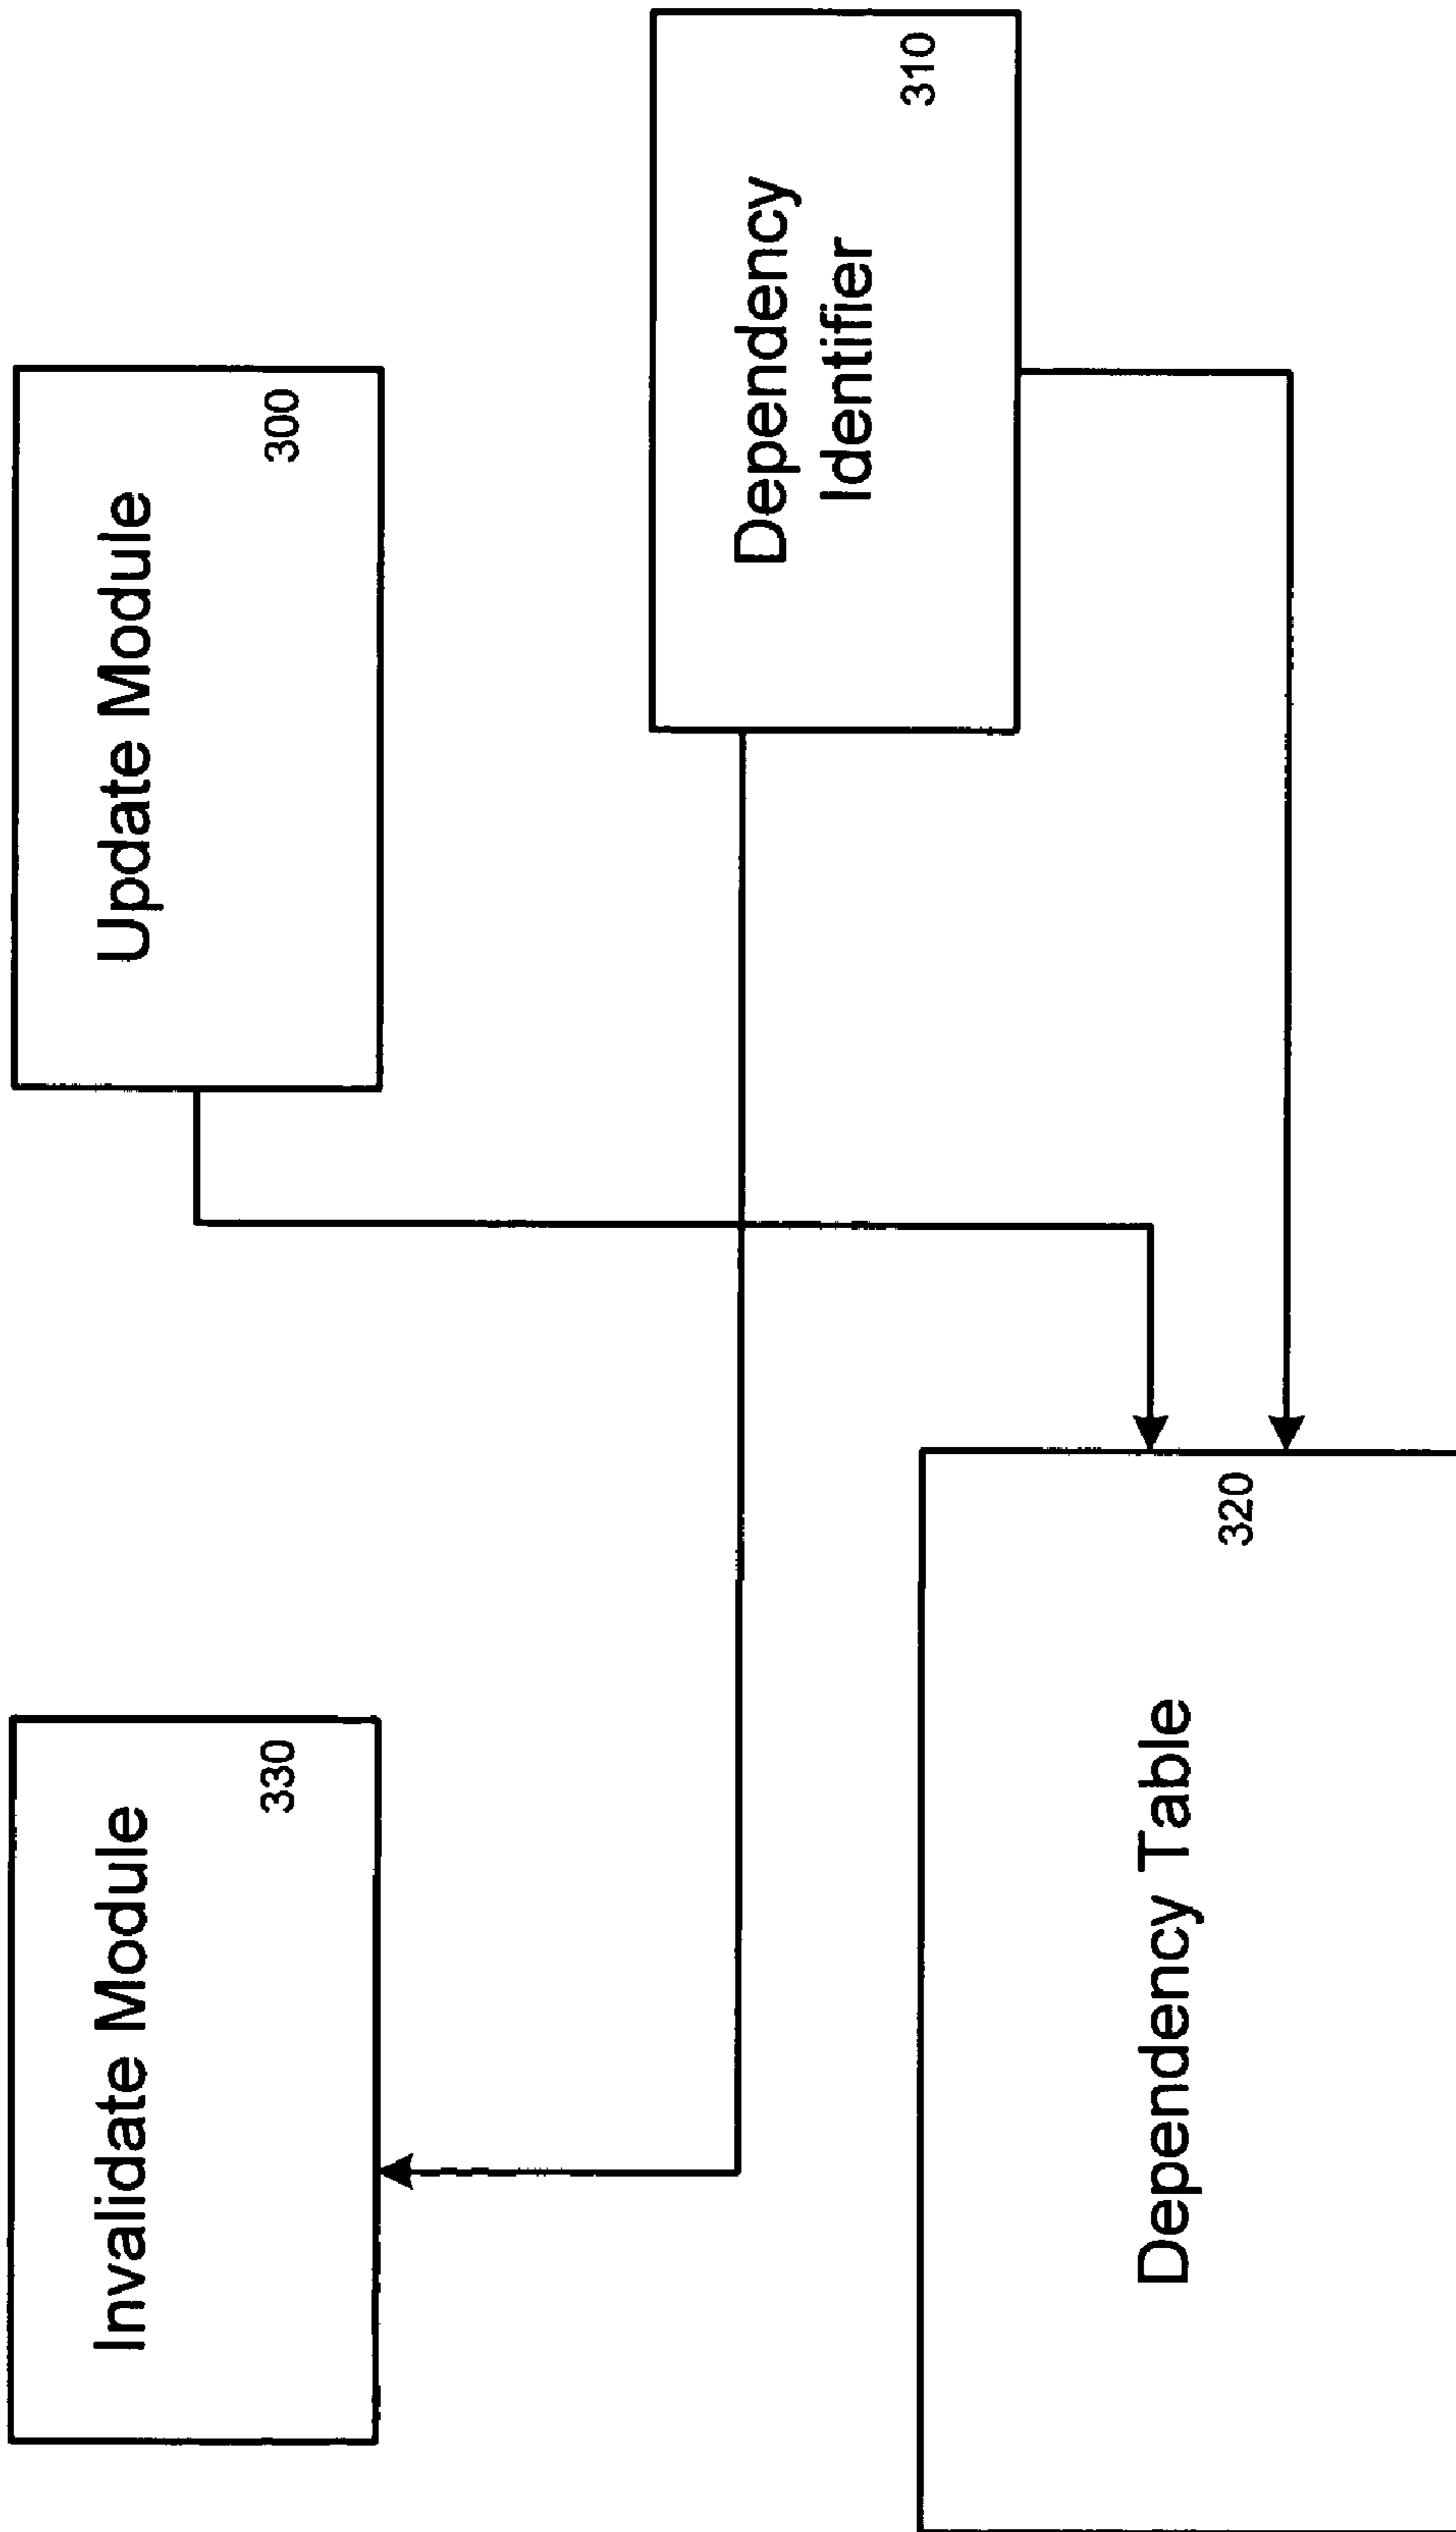 Invalidate Module
330
Update Module
300
Dependency
Identifier
310
Dependency Table
320